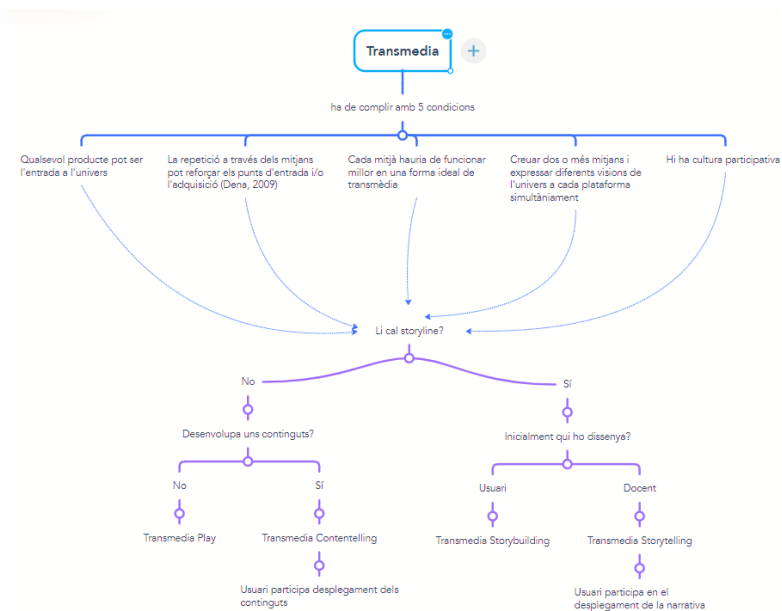 Transmedia
ha de complir amb 5 condicions
Qualsevol producte pot ser
l'entrada a l'univers
La repetició a través dels mitjans
pot reforçar els punts d'entrada i/o
l'adquisició (Dena, 2009)
Cada mitjà hauria de funcionar
millor en una forma ideal de
transmèdia
Creuar dos o més mitjans i
expressar diferents visions de
l'univers a cada plataforma
simultàniament
Hi ha cultura participativa
Li cal storyline?
No
Sí
Desenvolupa uns continguts?
Inicialment qui ho dissenya?
No
Sí
Usuari
Docent
Transmedia Play
Transmedia Contentelling
Transmedia Storybuilding
Transmedia Storytelling
Usuari participa desplegament dels
continguts
Usuari participa en el
desplegament de la narrativa